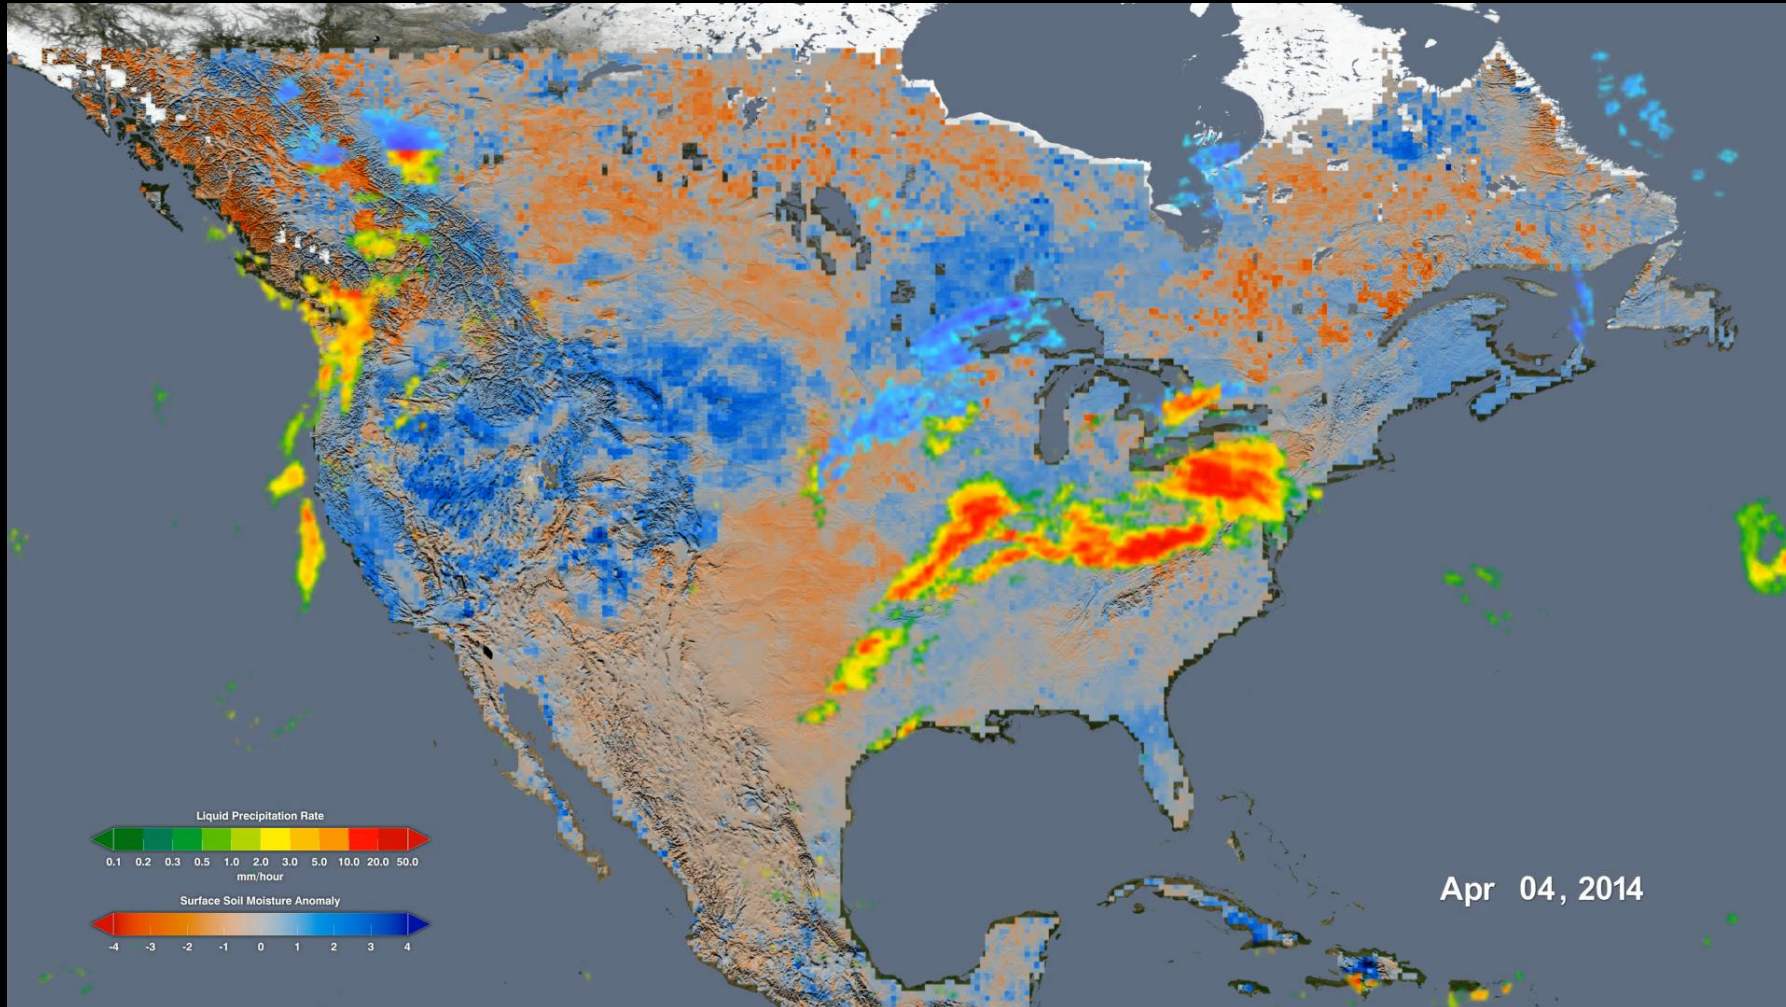 Liquid Precipitation Rate
0.1 0.2 0.3 0.5 1.0 2.0 3.0 5.0 10.0 20.0 50.0
mm/hour
Surface Soil Moisture Anomaly
-4 -3 -2 -1 0 1 2 3 4
Apr 04, 2014